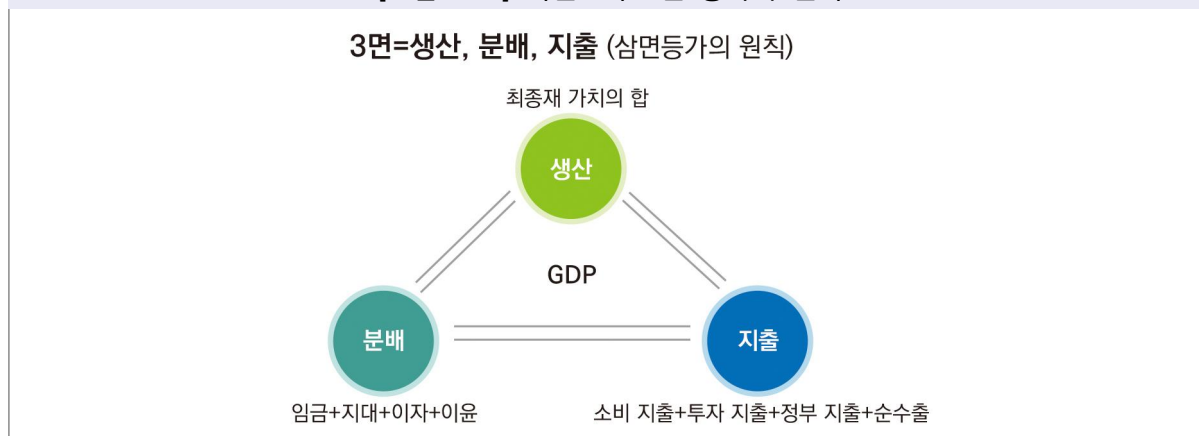 3면=생산, 분배, 지출 (삼면등가의 원칙)
최종재 가치의 합
생산
GDP
분배
지출
임금+지대+이자+이윤
소비 지출+투자 지출+정부 지출+순수출